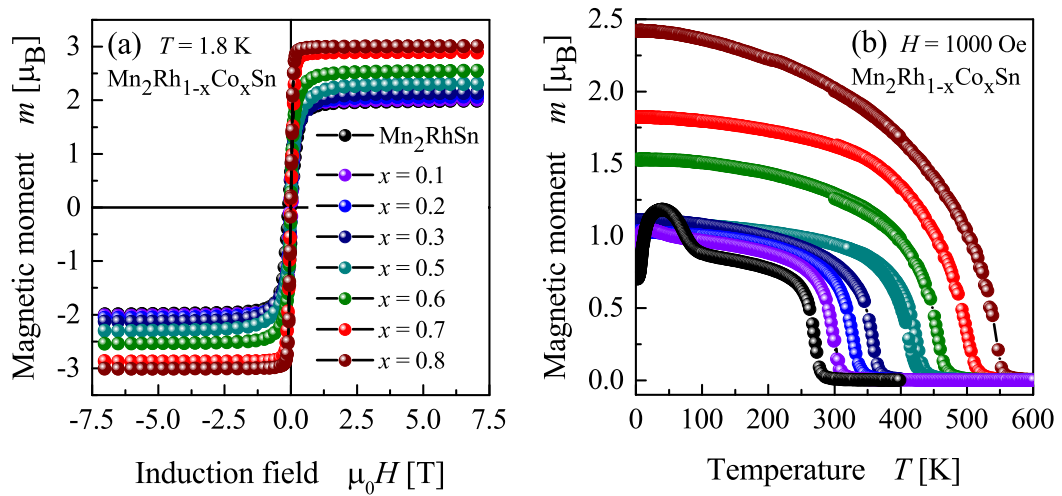 (a) T = 1.8 K
Mn₂Rh₁₋ₓCoₓSn
Magnetic moment m [μB]
3
2
1
0
-1
-2
-3
Mn₂RhSn
x = 0.1
x = 0.2
x = 0.3
x = 0.5
x = 0.6
x = 0.7
x = 0.8
-7.5 -5.0 -2.5 0.0 2.5 5.0 7.5
Induction field μ₀H [T]
(b) H = 1000 Oe
Mn₂Rh₁₋ₓCoₓSn
Magnetic moment m [μB]
2.5
2.0
1.5
1.0
0.5
0.0
0 100 200 300 400 500 600
Temperature T [K]